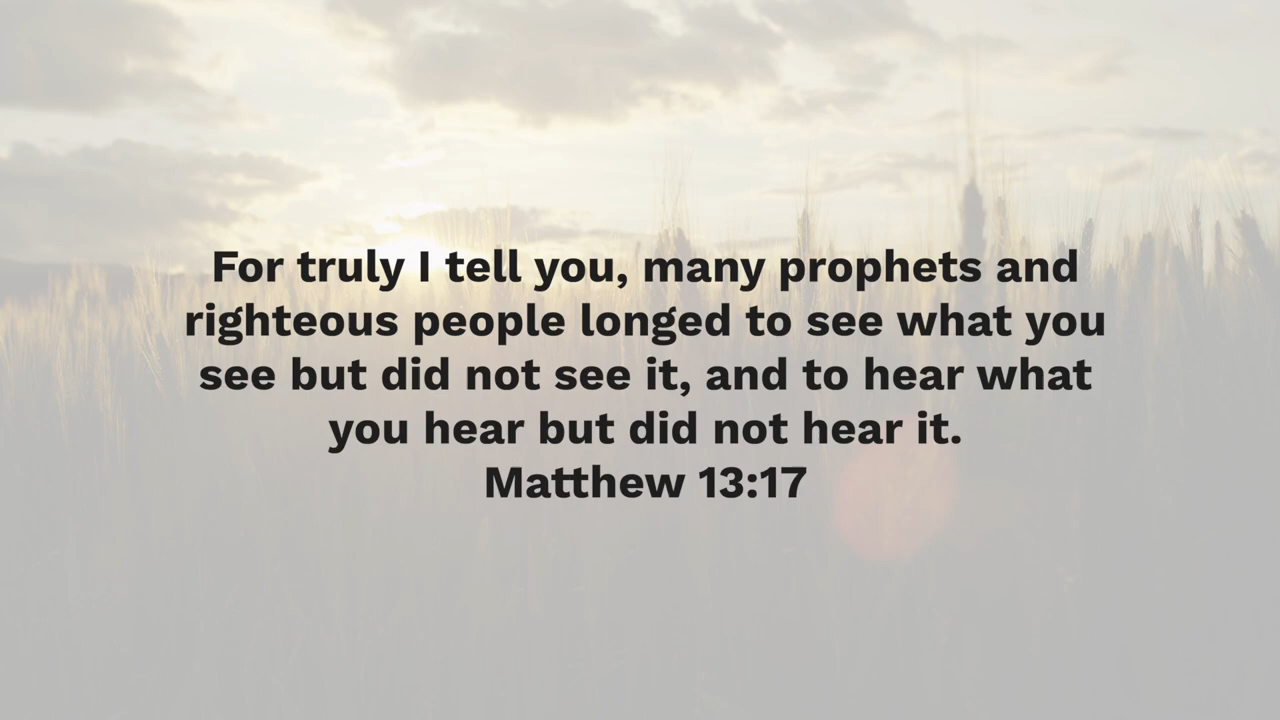 For truly I tell you, many prophets and
righteous people longed to see what you
see but did not see it, and to hear what
you hear but did not hear it.
Matthew 13:17